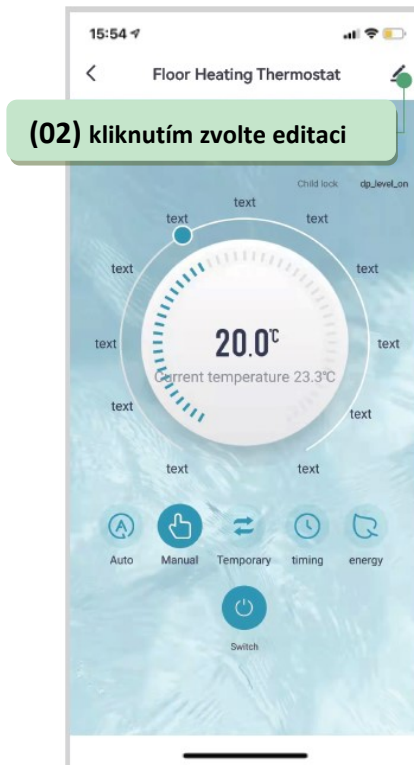 15:54
Floor Heating Thermostat
(02) kliknutím zvolte editaci
Child lock dp_level_on
text
text text
text text
text text
text text
text text
20.0℃
Current temperature 23.3℃
Auto Manual Temporary timing energy
Switch